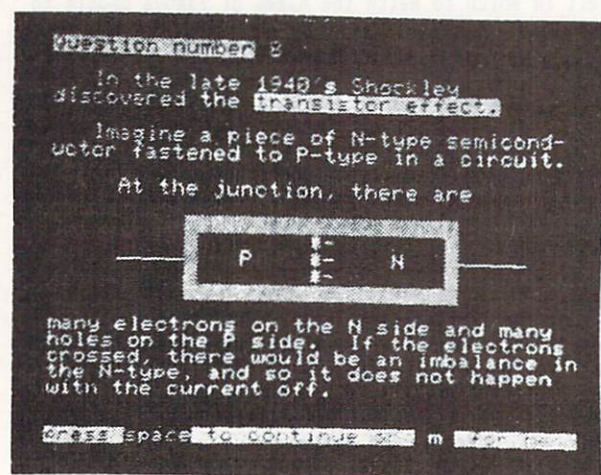 Question number 8
In the late 1940's Shockley
discovered the transistor effect.
Imagine a piece of N-type semicond-
uctor fastened to P-type in a circuit.
At the junction, there are
P N
many electrons on the N side and many
holes on the P side. If the electrons
crossed, there would be an imbalance in
the N-type, and so it does not happen
with the current off.
press space to continue or m for